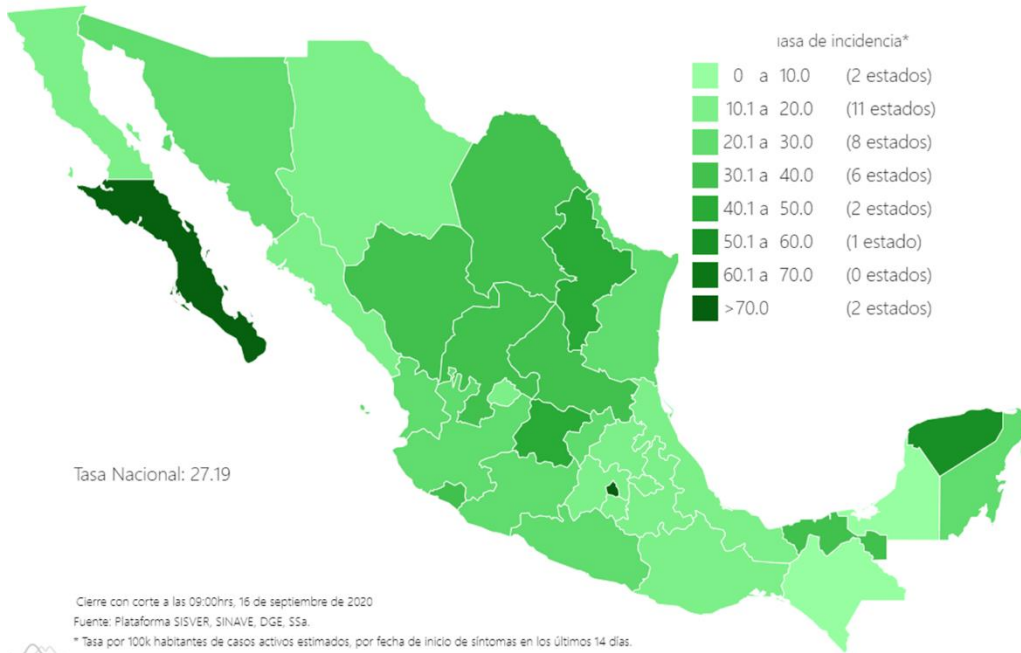 iasa de incidencia*
0 a 10.0 (2 estados)
10.1 a 20.0 (11 estados)
20.1 a 30.0 (8 estados)
30.1 a 40.0 (6 estados)
40.1 a 50.0 (2 estados)
50.1 a 60.0 (1 estado)
60.1 a 70.0 (0 estados)
>70.0 (2 estados)
Tasa Nacional: 27.19
Cierre con corte a las 09:00hrs, 16 de septiembre de 2020
Fuente: Plataforma SISVER, SINAVE, DGE, SSa.
* Tasa por 100k habitantes de casos activos estimados, por fecha de inicio de síntomas en los últimos 14 días.